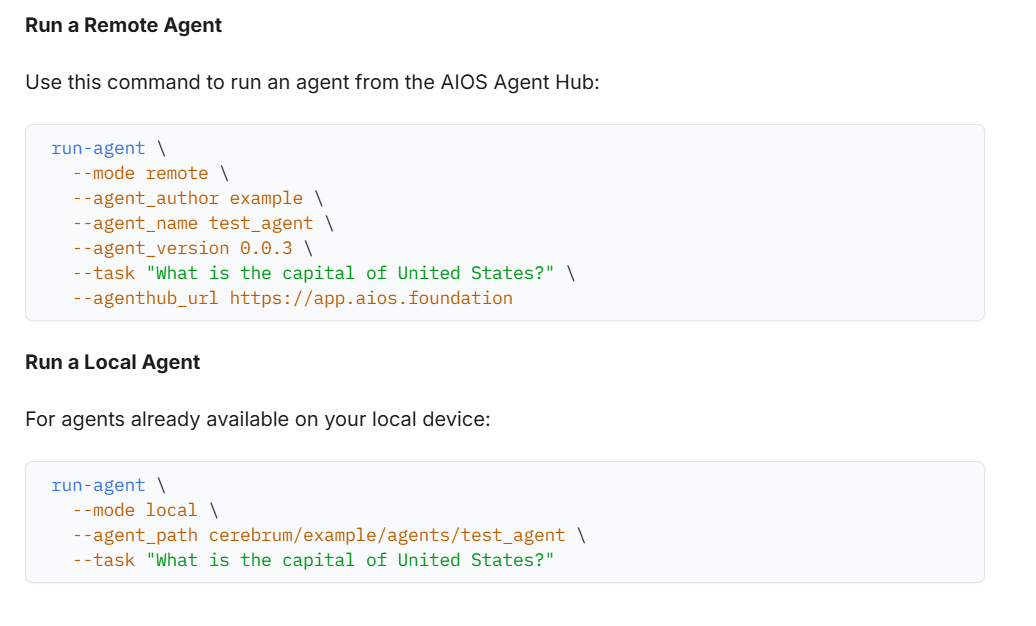 Run a Remote Agent
Use this command to run an agent from the AIOS Agent Hub:
run-agent \
  --mode remote \
  --agent_author example \
  --agent_name test_agent \
  --agent_version 0.0.3 \
  --task "What is the capital of United States?" \
  --agenthub_url https://app.aios.foundation
Run a Local Agent
For agents already available on your local device:
run-agent \
  --mode local \
  --agent_path cerebrum/example/agents/test_agent \
  --task "What is the capital of United States?"